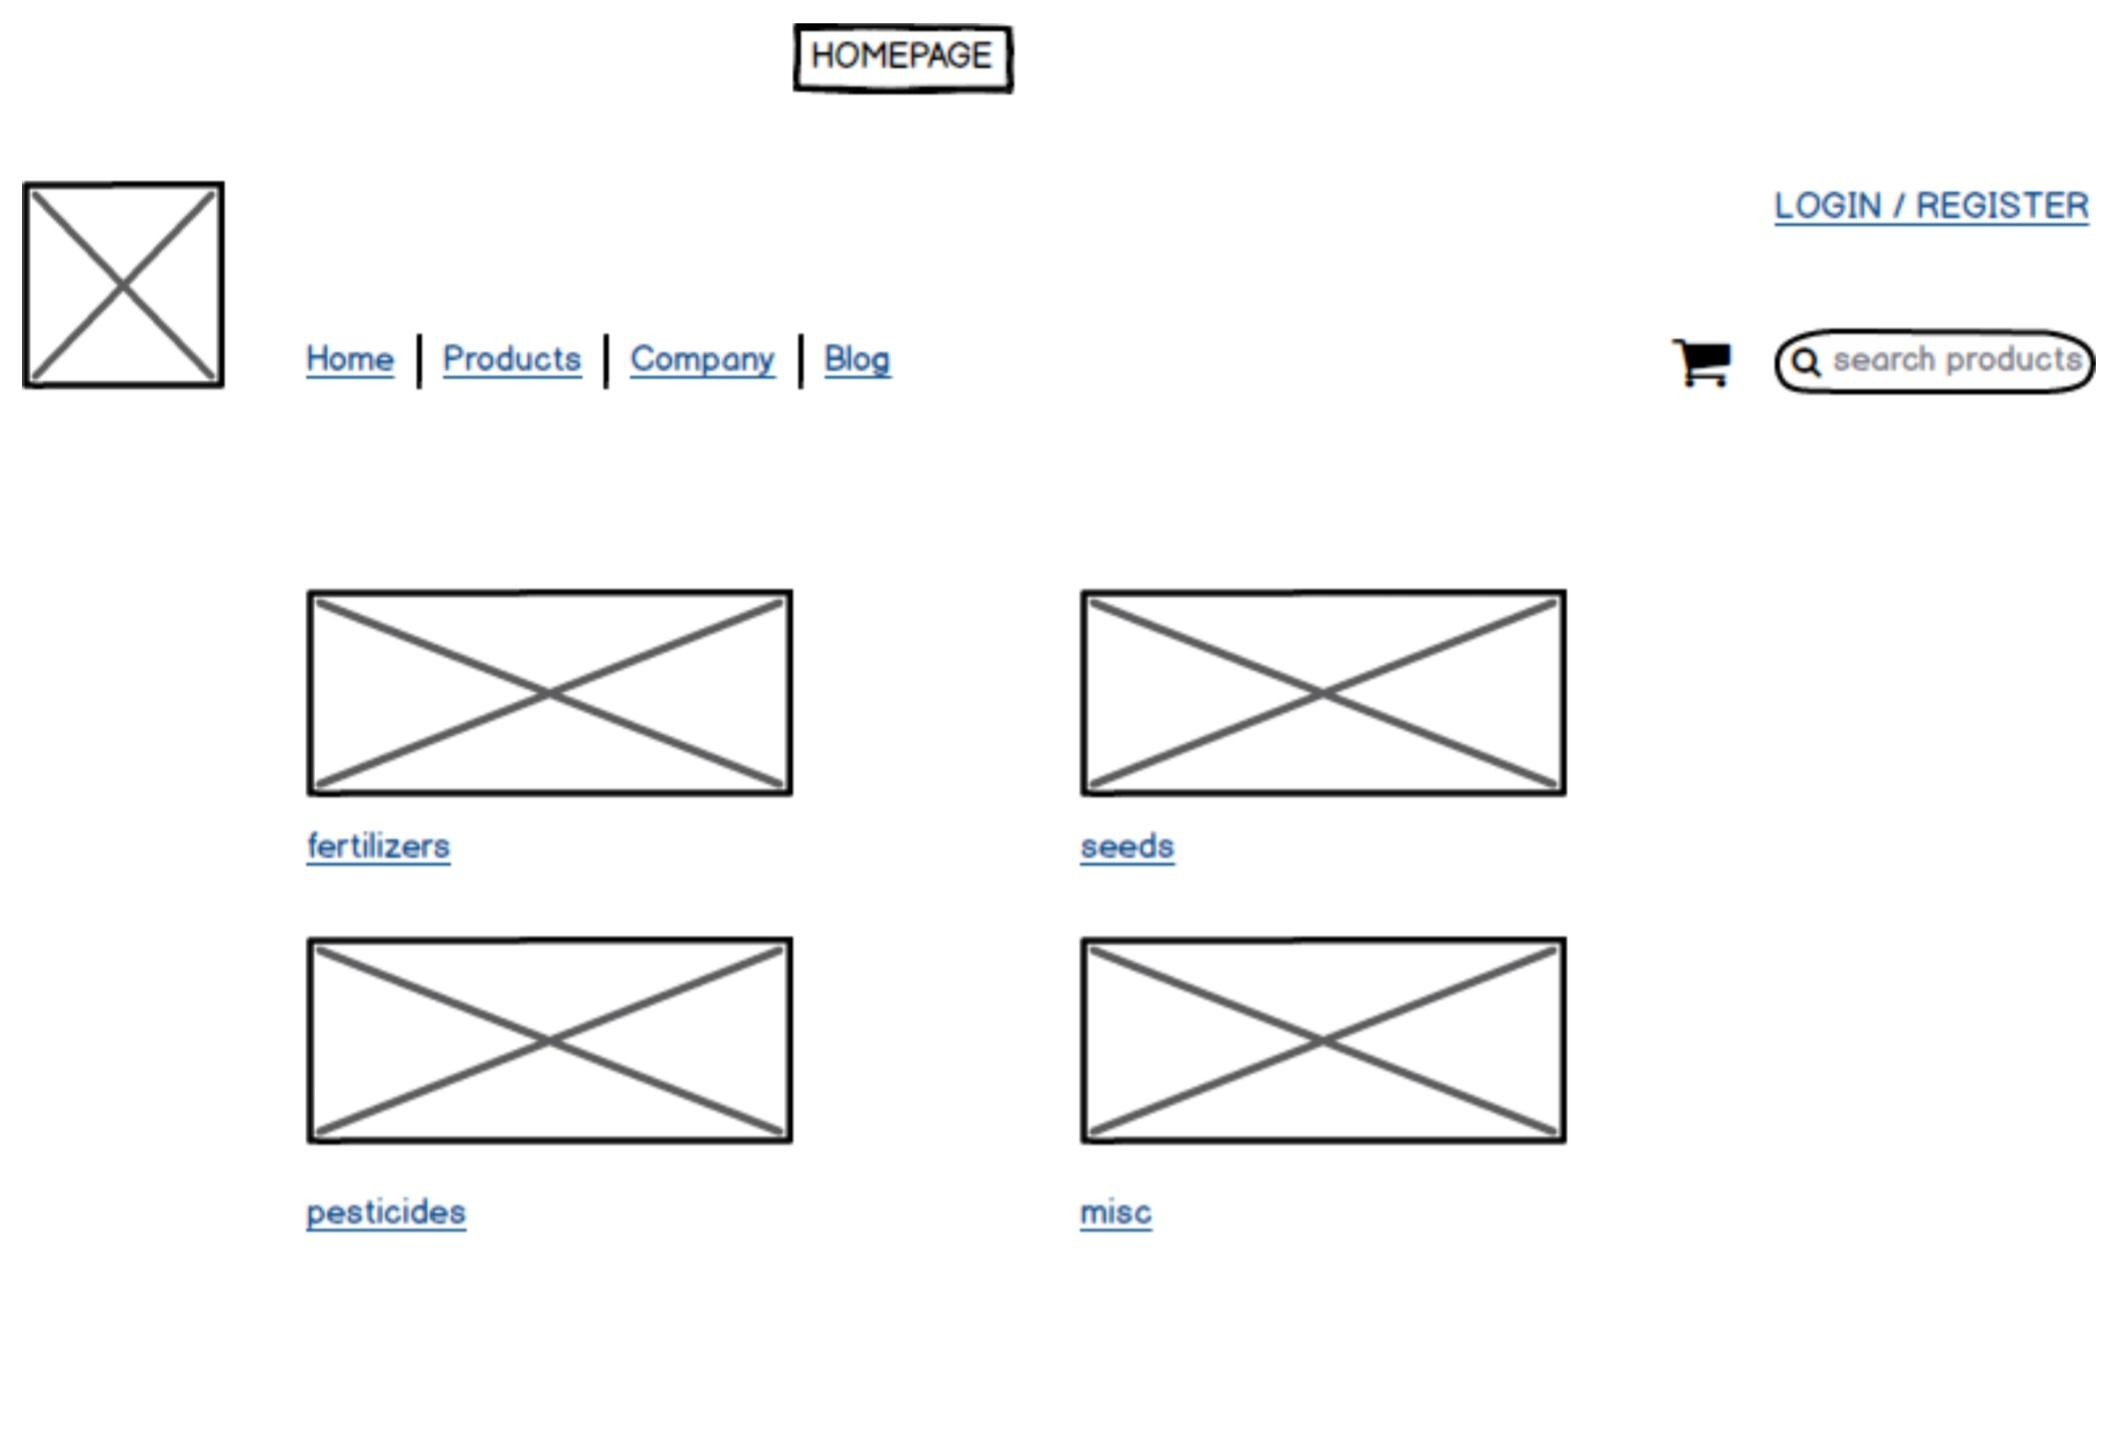 HOMEPAGE
LOGIN / REGISTER
Home | Products | Company | Blog
search products
fertilizers
seeds
pesticides
misc